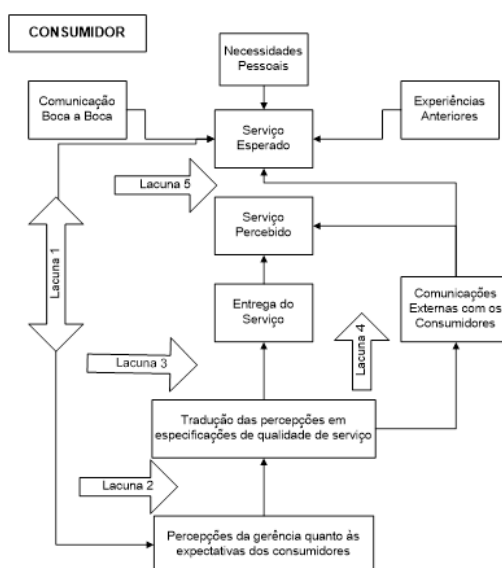 CONSUMIDOR
Necessidades
Pessoais
Comunicação
Boca a Boca
Serviço
Esperado
Experiências
Anteriores
Lacuna 5
Lacuna 1
Serviço
Percebido
Entrega do
Serviço
Comunicações
Externas com os
Consumidores
Lacuna 3
Lacuna 4
Tradução das percepções em
especificações de qualidade de serviço
Lacuna 2
Percepções da gerência quanto às
expectativas dos consumidores